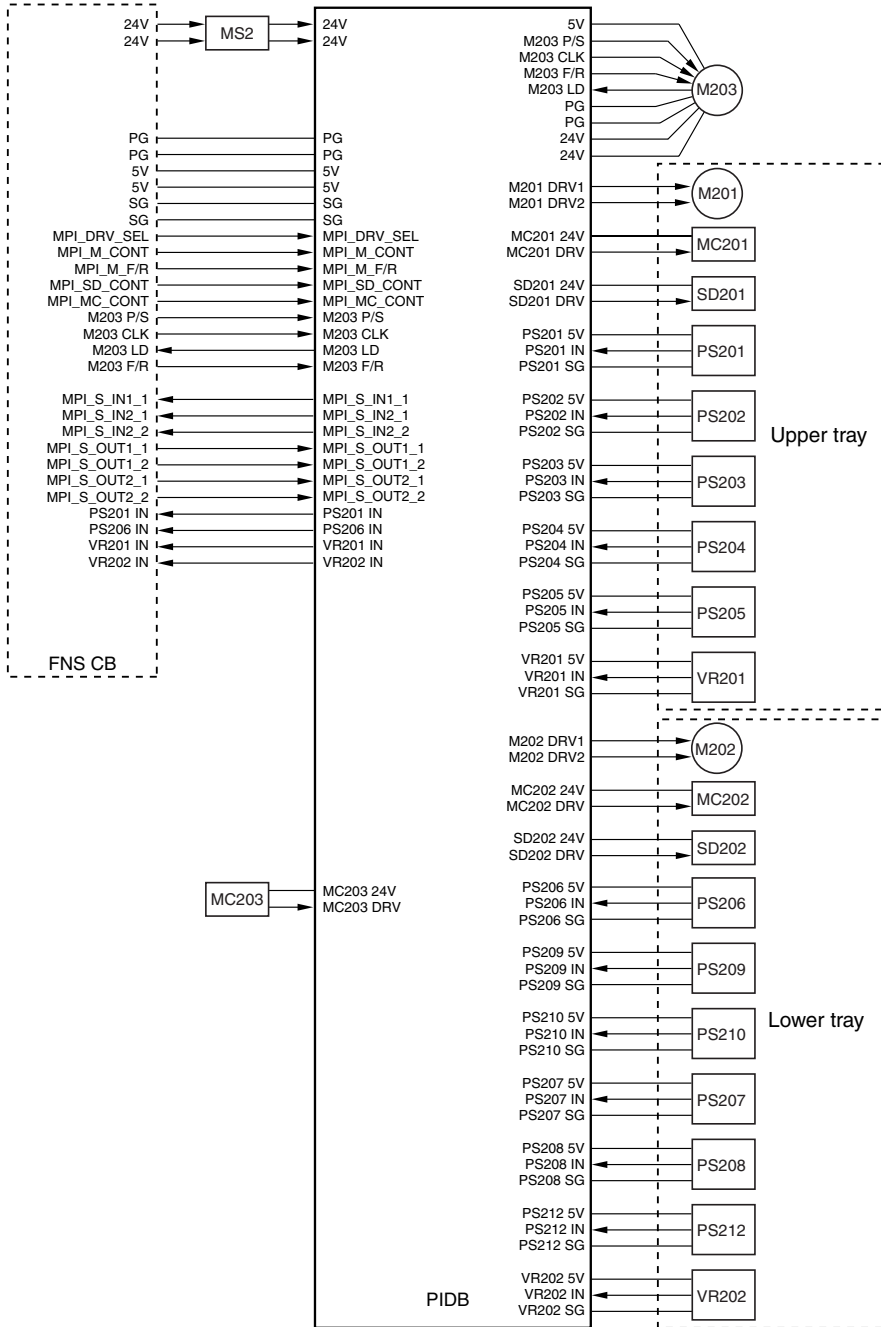 24V
24V
MS2
24V
24V
PG
PG
5V
5V
SG
SG
MPI_DRV_SEL
MPI_M_CONT
MPI_M_F/R
MPI_SD_CONT
MPI_MC_CONT
M203 P/S
M203 CLK
M203 LD
M203 F/R
MPI_S_IN1_1
MPI_S_IN2_1
MPI_S_IN2_2
MPI_S_OUT1_1
MPI_S_OUT1_2
MPI_S_OUT2_1
MPI_S_OUT2_2
PS201 IN
PS206 IN
VR201 IN
VR202 IN
FNS CB
PG
PG
5V
5V
SG
SG
MPI_DRV_SEL
MPI_M_CONT
MPI_M_F/R
MPI_SD_CONT
MPI_MC_CONT
M203 P/S
M203 CLK
M203 LD
M203 F/R
MPI_S_IN1_1
MPI_S_IN2_1
MPI_S_IN2_2
MPI_S_OUT1_1
MPI_S_OUT1_2
MPI_S_OUT2_1
MPI_S_OUT2_2
PS201 IN
PS206 IN
VR201 IN
VR202 IN
MC203
MC203 24V
MC203 DRV
PIDB
5V
M203 P/S
M203 CLK
M203 F/R
M203 LD
PG
PG
24V
24V
M203
M201 DRV1
M201 DRV2
M201
MC201 24V
MC201 DRV
MC201
SD201 24V
SD201 DRV
SD201
PS201 5V
PS201 IN
PS201 SG
PS201
PS202 5V
PS202 IN
PS202 SG
PS202
Upper tray
PS203 5V
PS203 IN
PS203 SG
PS203
PS204 5V
PS204 IN
PS204 SG
PS204
PS205 5V
PS205 IN
PS205 SG
PS205
VR201 5V
VR201 IN
VR201 SG
VR201
M202 DRV1
M202 DRV2
M202
MC202 24V
MC202 DRV
MC202
SD202 24V
SD202 DRV
SD202
PS206 5V
PS206 IN
PS206 SG
PS206
PS209 5V
PS209 IN
PS209 SG
PS209
PS210 5V
PS210 IN
PS210 SG
PS210
Lower tray
PS207 5V
PS207 IN
PS207 SG
PS207
PS208 5V
PS208 IN
PS208 SG
PS208
PS212 5V
PS212 IN
PS212 SG
PS212
VR202 5V
VR202 IN
VR202 SG
VR202